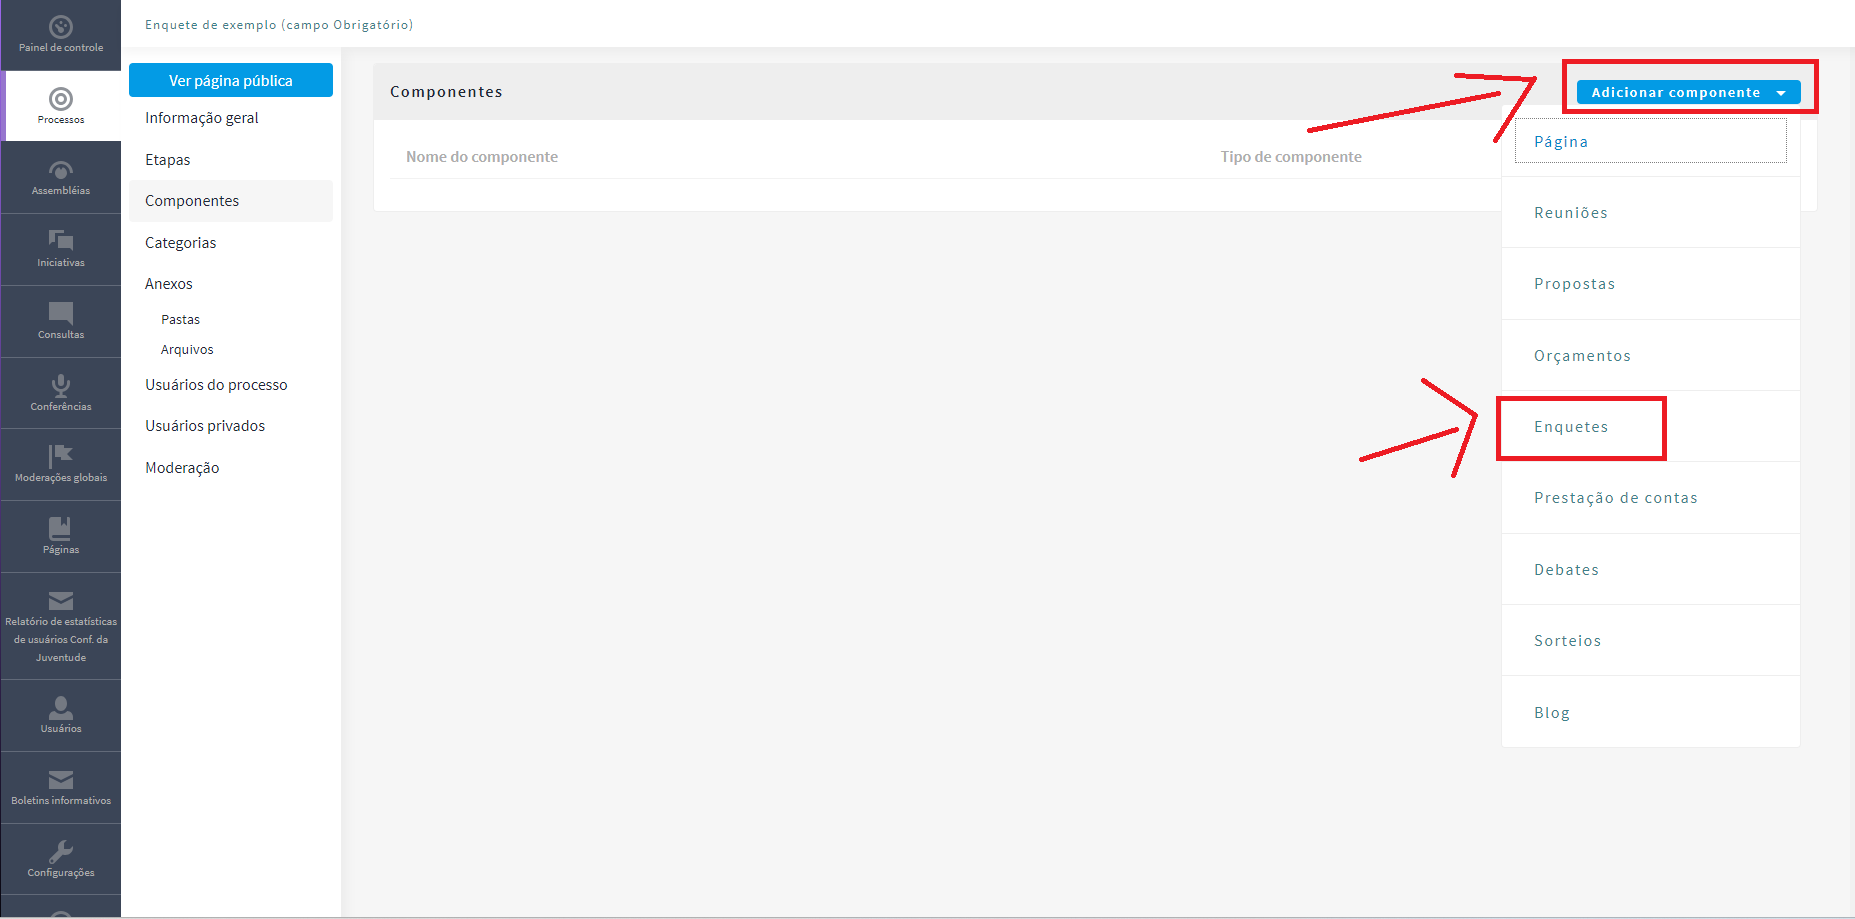 Painel de controle
Processos
Assembléias
Iniciativas
Consultas
Conferências
Moderações globais
Páginas
Relatório de estatísticas
de usuários Conf. da
Juventude
Usuários
Boletins informativos
Configurações
Enquete de exemplo (campo Obrigatório)
Ver página pública
Informação geral
Etapas
Componentes
Categorias
Anexos
Pastas
Arquivos
Usuários do processo
Usuários privados
Moderação
Componentes
Adicionar componente
Nome do componente
Tipo de componente
Página
Reuniões
Propostas
Orçamentos
Enquetes
Prestação de contas
Debates
Sorteios
Blog